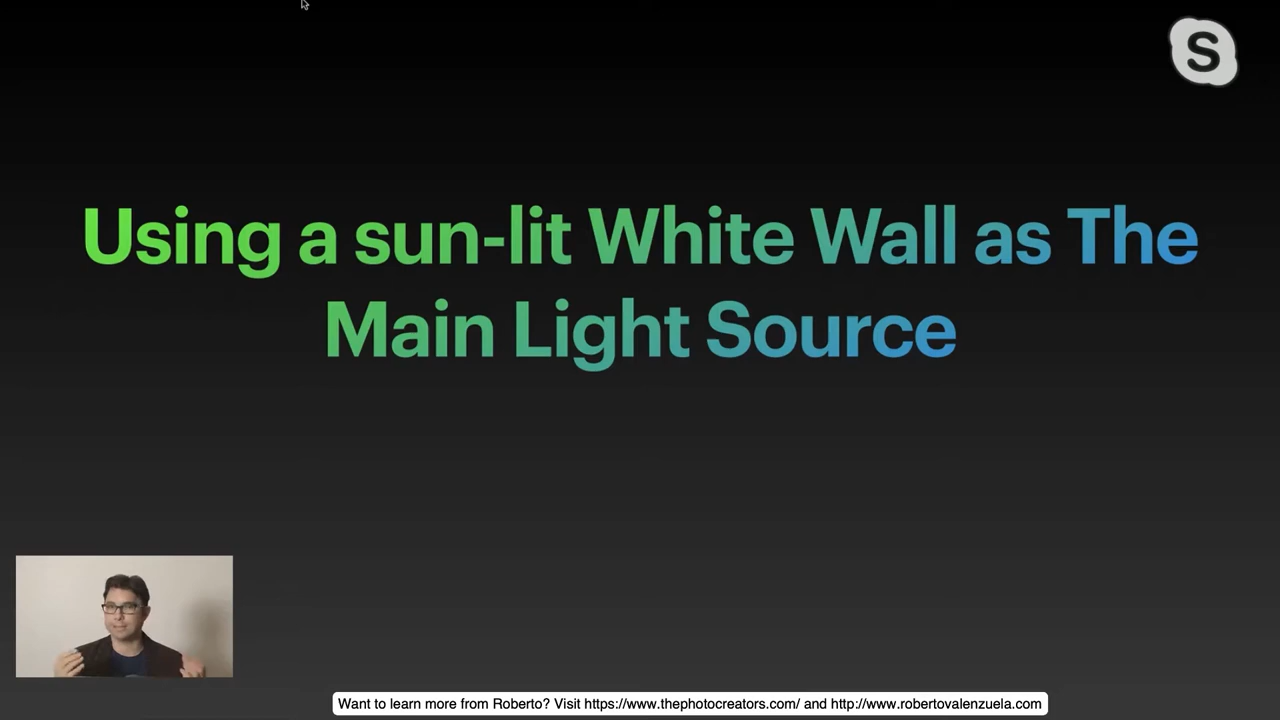 S
Using a sun-lit White Wall as The
Main Light Source
Want to learn more from Roberto? Visit https://www.thephotocreators.com/ and http://www.robertovalenzuela.com